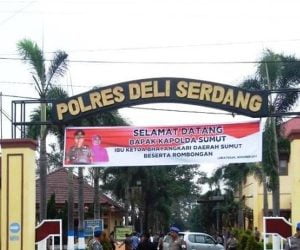 POLRES DELI SERDANG
SELAMAT DATANG
BAPAK KAPOLDA SUMUT
IBU KETUA BHAYANGKARI DAERAH SUMUT
BESERTA ROMBONGAN